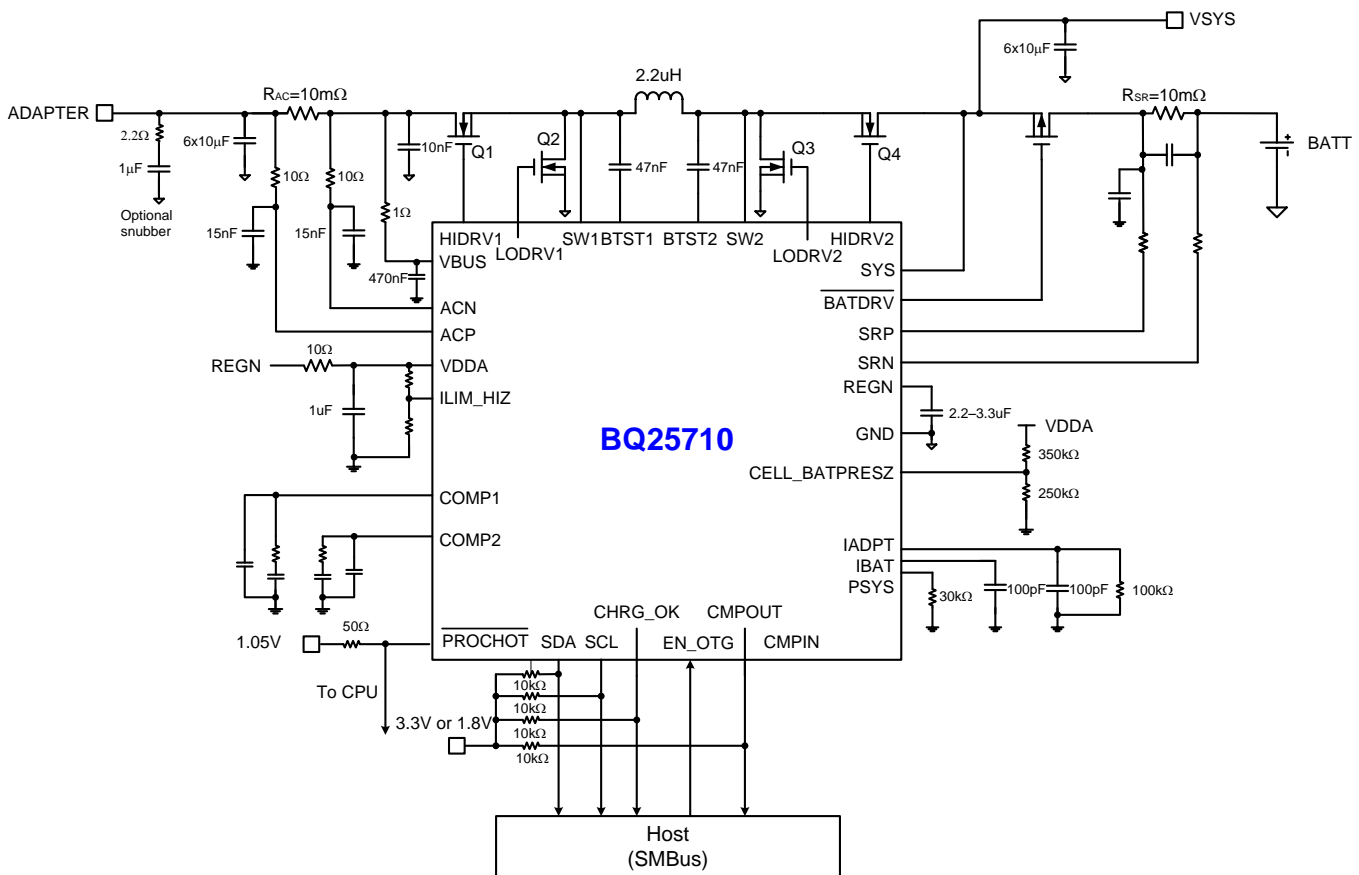 VSYS
6x10μF
2.2uH
RAC=10mΩ
RSR=10mΩ
ADAPTER
2.2Ω
6x10μF
10nF
Q1
Q2
Q3
Q4
BATT
1μF
10Ω
10Ω
47nF
47nF
Optional
snubber
1Ω
15nF
15nF
HIDRV1
LODRV1
SW1
BTST1
BTST2
SW2
LODRV2
HIDRV2
VBUS
SYS
470nF
BATDRV
ACN
ACP
SRP
SRN
10Ω
REGN
VDDA
REGN
ILIM_HIZ
1uF
2.2–3.3uF
BQ25710
GND
VDDA
350kΩ
CELL_BATPRESZ
250kΩ
COMP1
COMP2
IADPT
IBAT
PSYS
30kΩ
100pF
100pF
100kΩ
CHRG_OK
CMPOUT
50Ω
1.05V
PROCHOT
SDA
SCL
EN_OTG
CMPIN
To CPU
10kΩ
10kΩ
3.3V or 1.8V
10kΩ
10kΩ
Host
(SMBus)